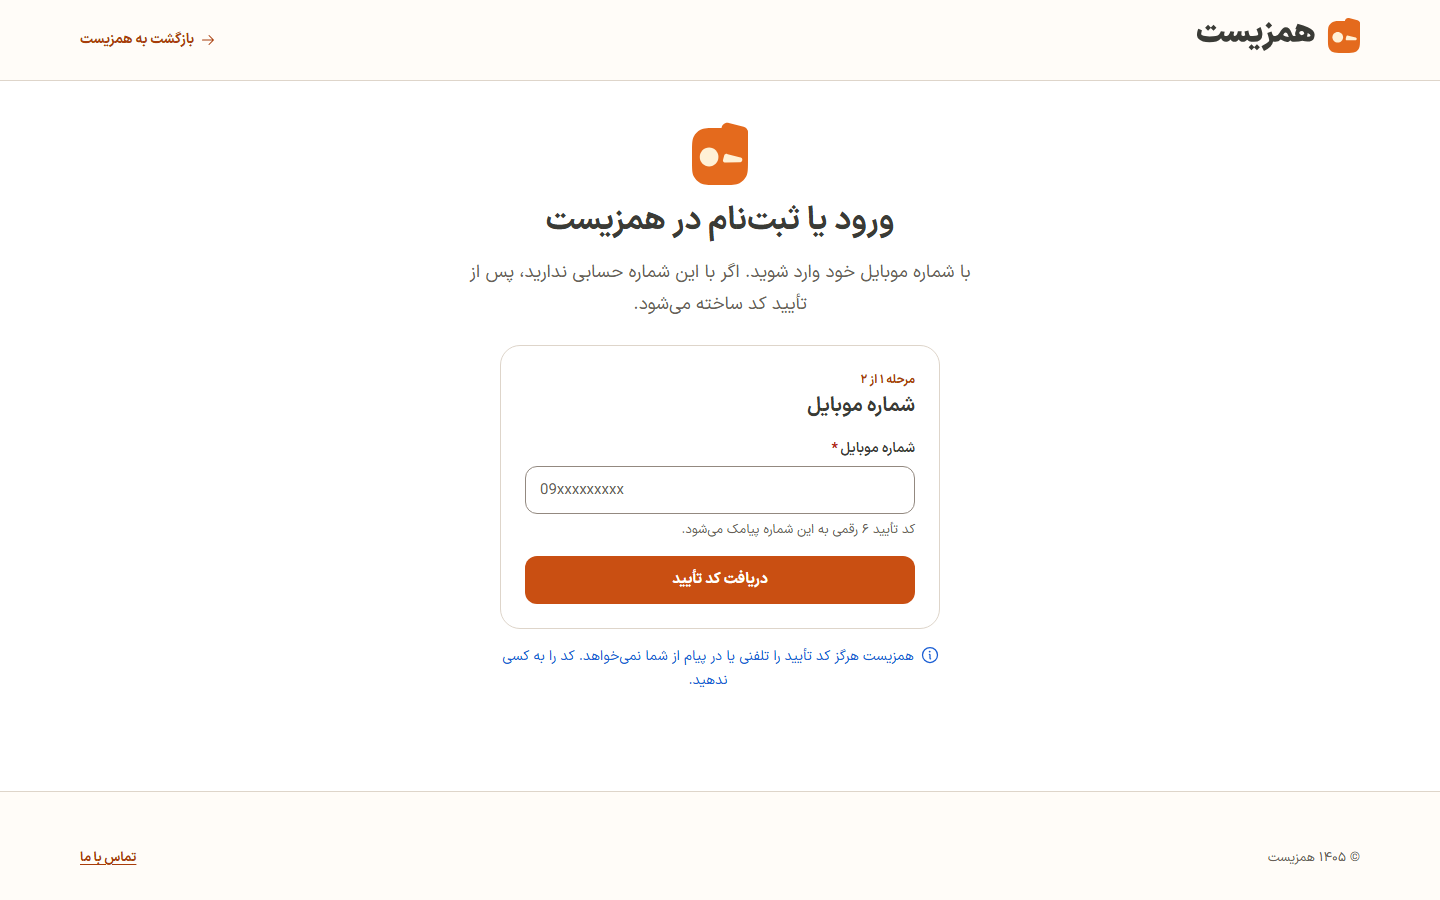 همزیست
بازگشت به همزیست
ورود یا ثبت‌نام در همزیست
با شماره موبایل خود وارد شوید. اگر با این شماره حسابی ندارید، پس از
تأیید کد ساخته می‌شود.
مرحله ۱ از ۲
شماره موبایل
شماره موبایل *
09xxxxxxxxx
کد تأیید ۶ رقمی به این شماره پیامک می‌شود.
دریافت کد تأیید
همزیست هرگز کد تأیید را تلفنی یا در پیام از شما نمی‌خواهد. کد را به کسی
ندهید.
© ۱۴۰۵ همزیست
تماس با ما